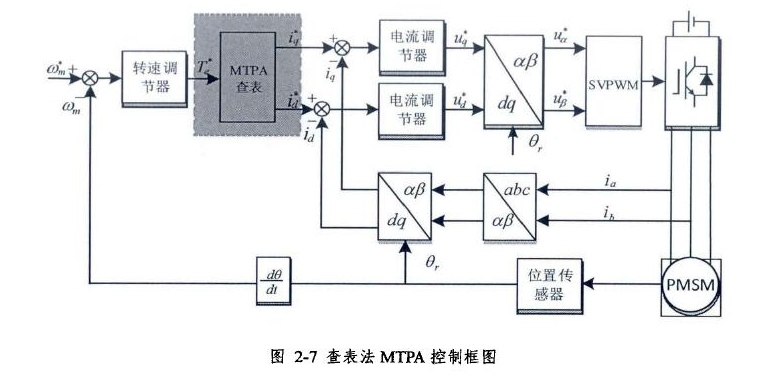 ω*m
+
−
ωm
转速调
节器
T*e
MTPA
查表
i*q
+
−
iq
i*d
+
−
id
电流调
节器
u*q
电流调
节器
u*d
αβ
dq
θr
u*α
u*β
SVPWM
αβ
dq
abc
αβ
ia
ib
θr
dθ
dt
位置传
感器
PMSM
图 2-7 查表法 MTPA 控制框图